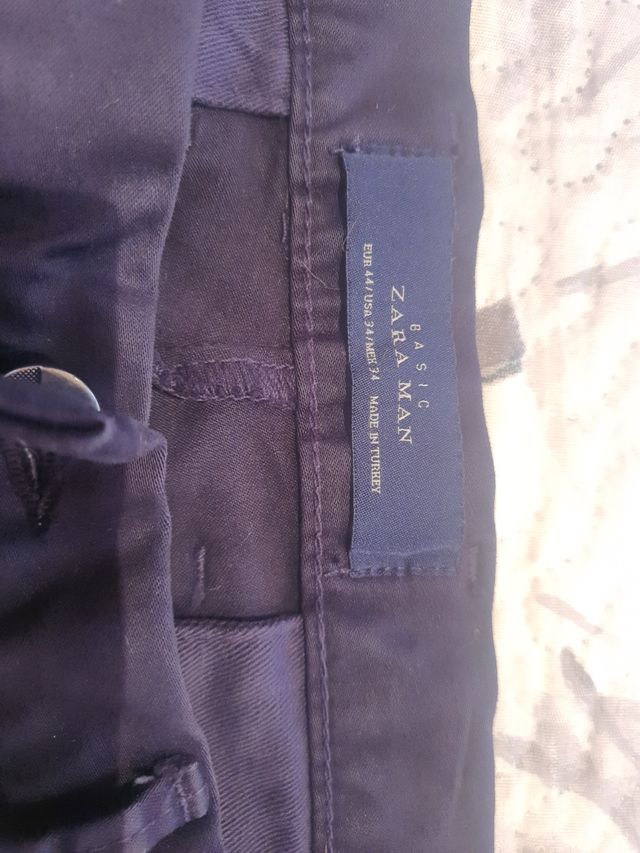 BASIC
ZARA MAN
EUR 44/USA 34/MEX 34 MADE IN TURKEY